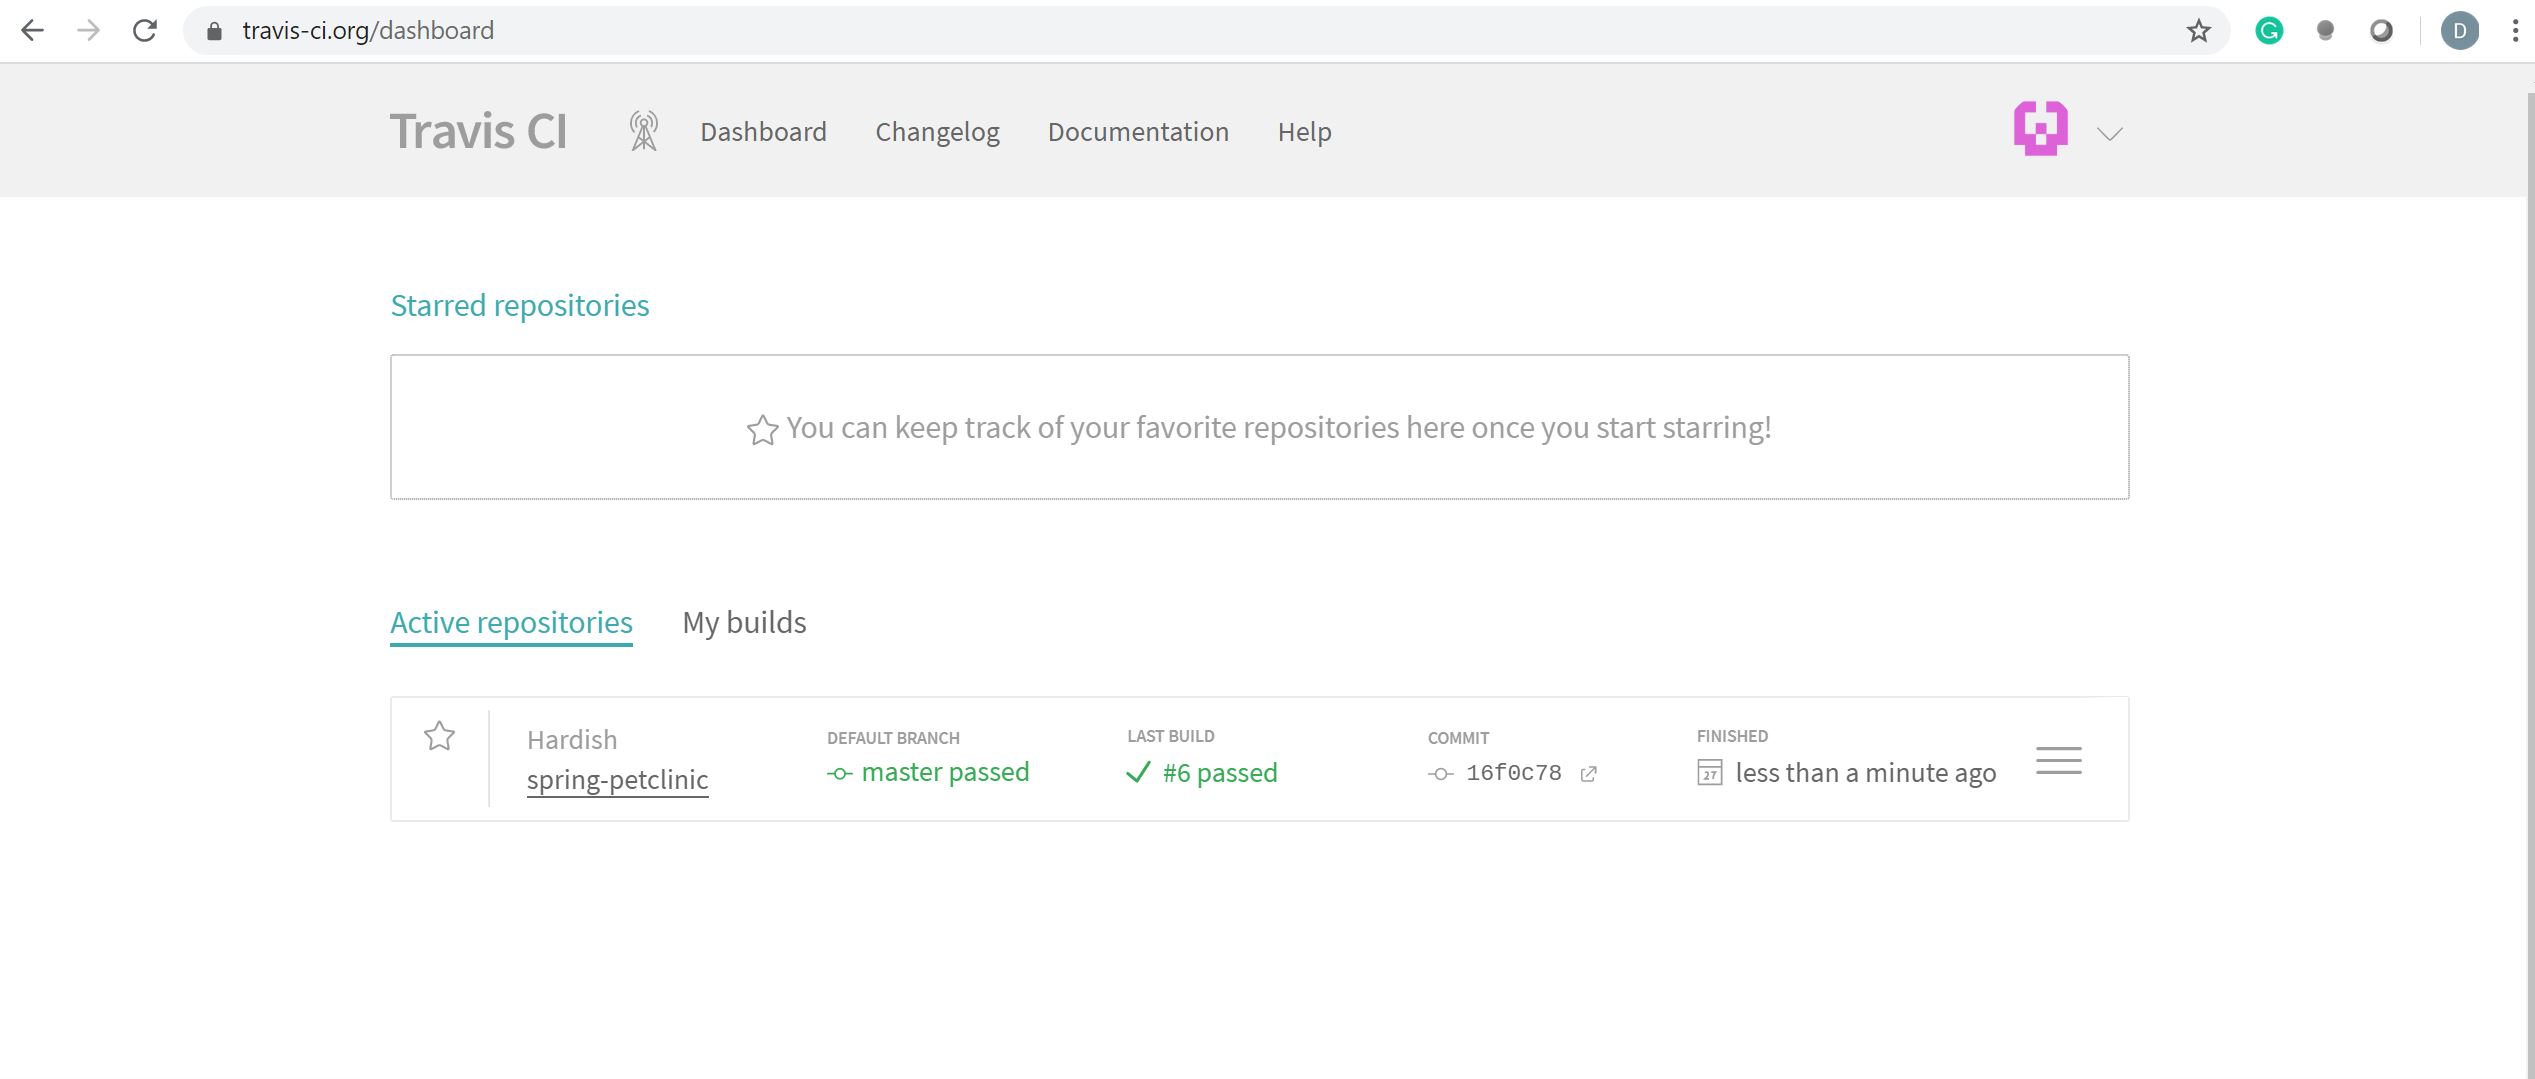 travis-ci.org/dashboard
D
Travis CI Dashboard Changelog Documentation Help
Starred repositories
You can keep track of your favorite repositories here once you start starring!
Active repositories My builds
Hardish DEFAULT BRANCH LAST BUILD COMMIT FINISHED
spring-petclinic master passed #6 passed 16f0c78 27 less than a minute ago